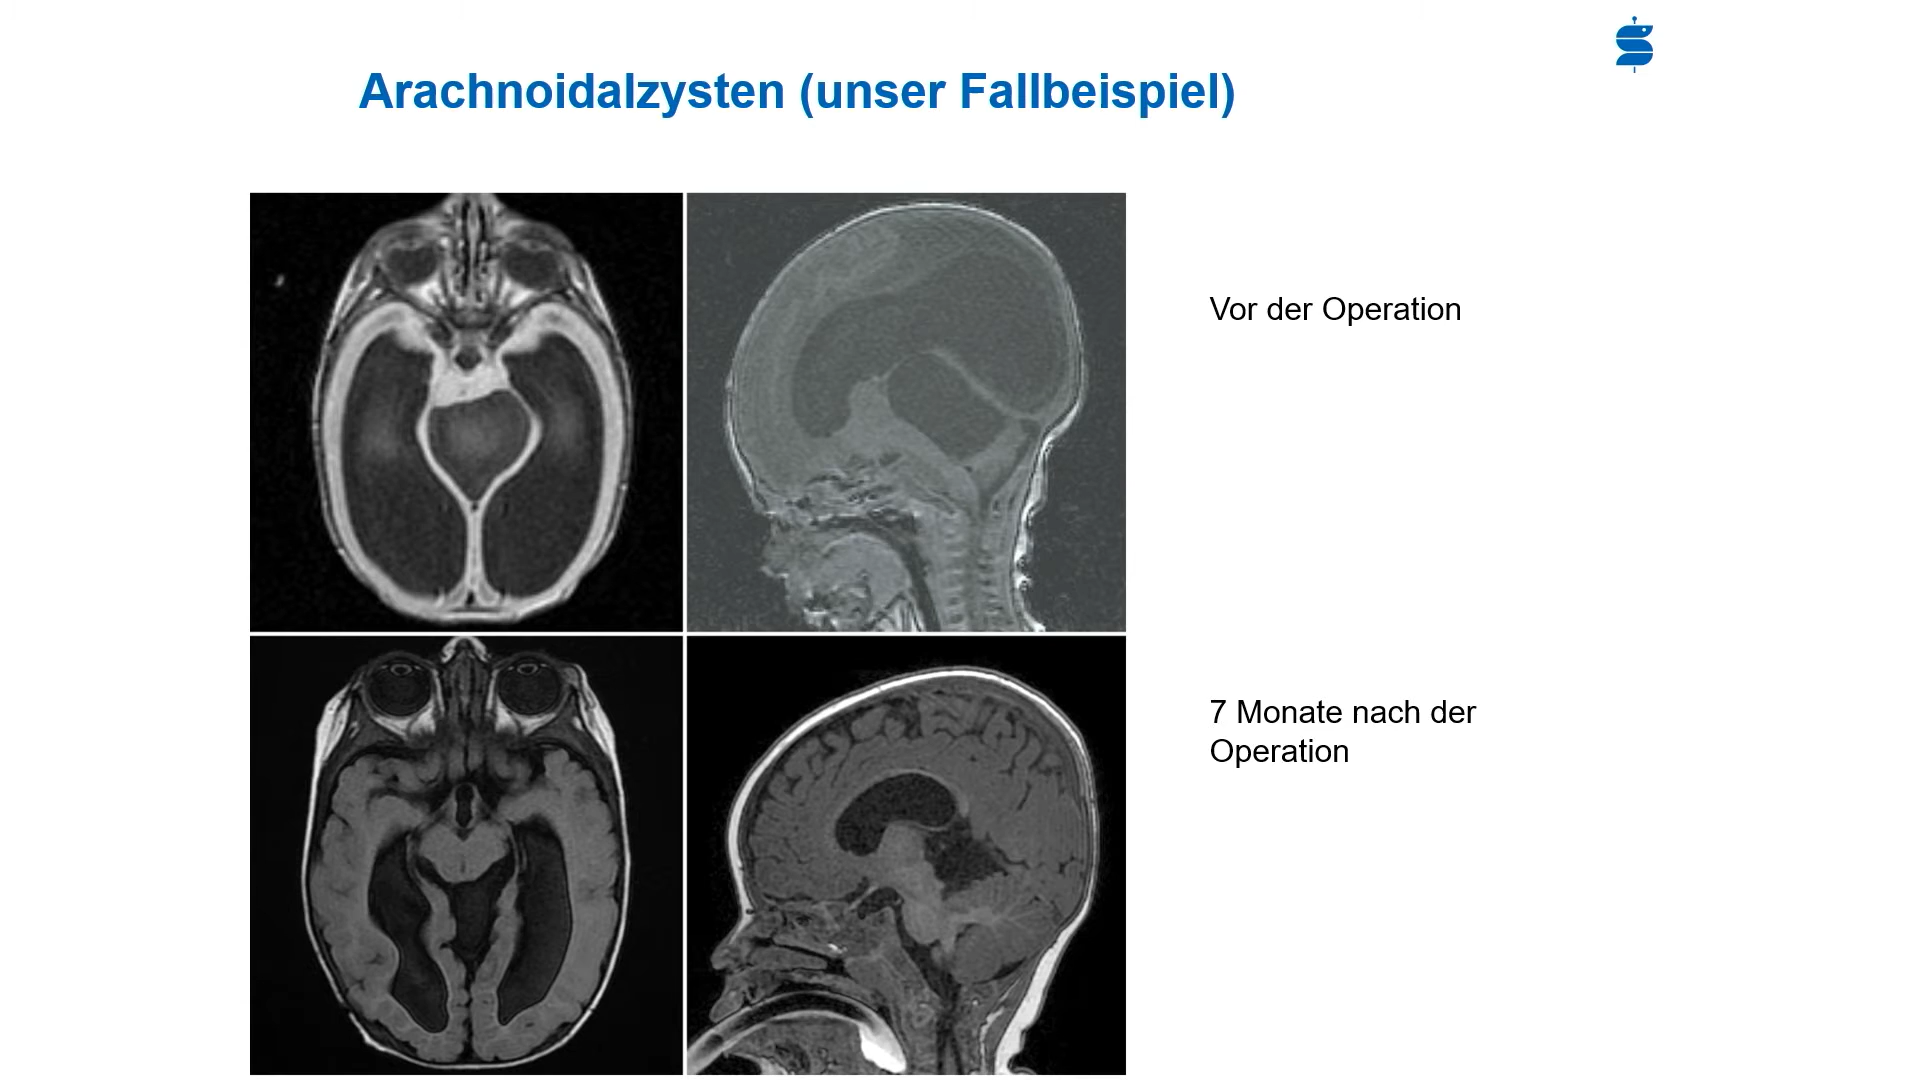 Arachnoidalzysten (unser Fallbeispiel)
Vor der Operation
7 Monate nach der
Operation